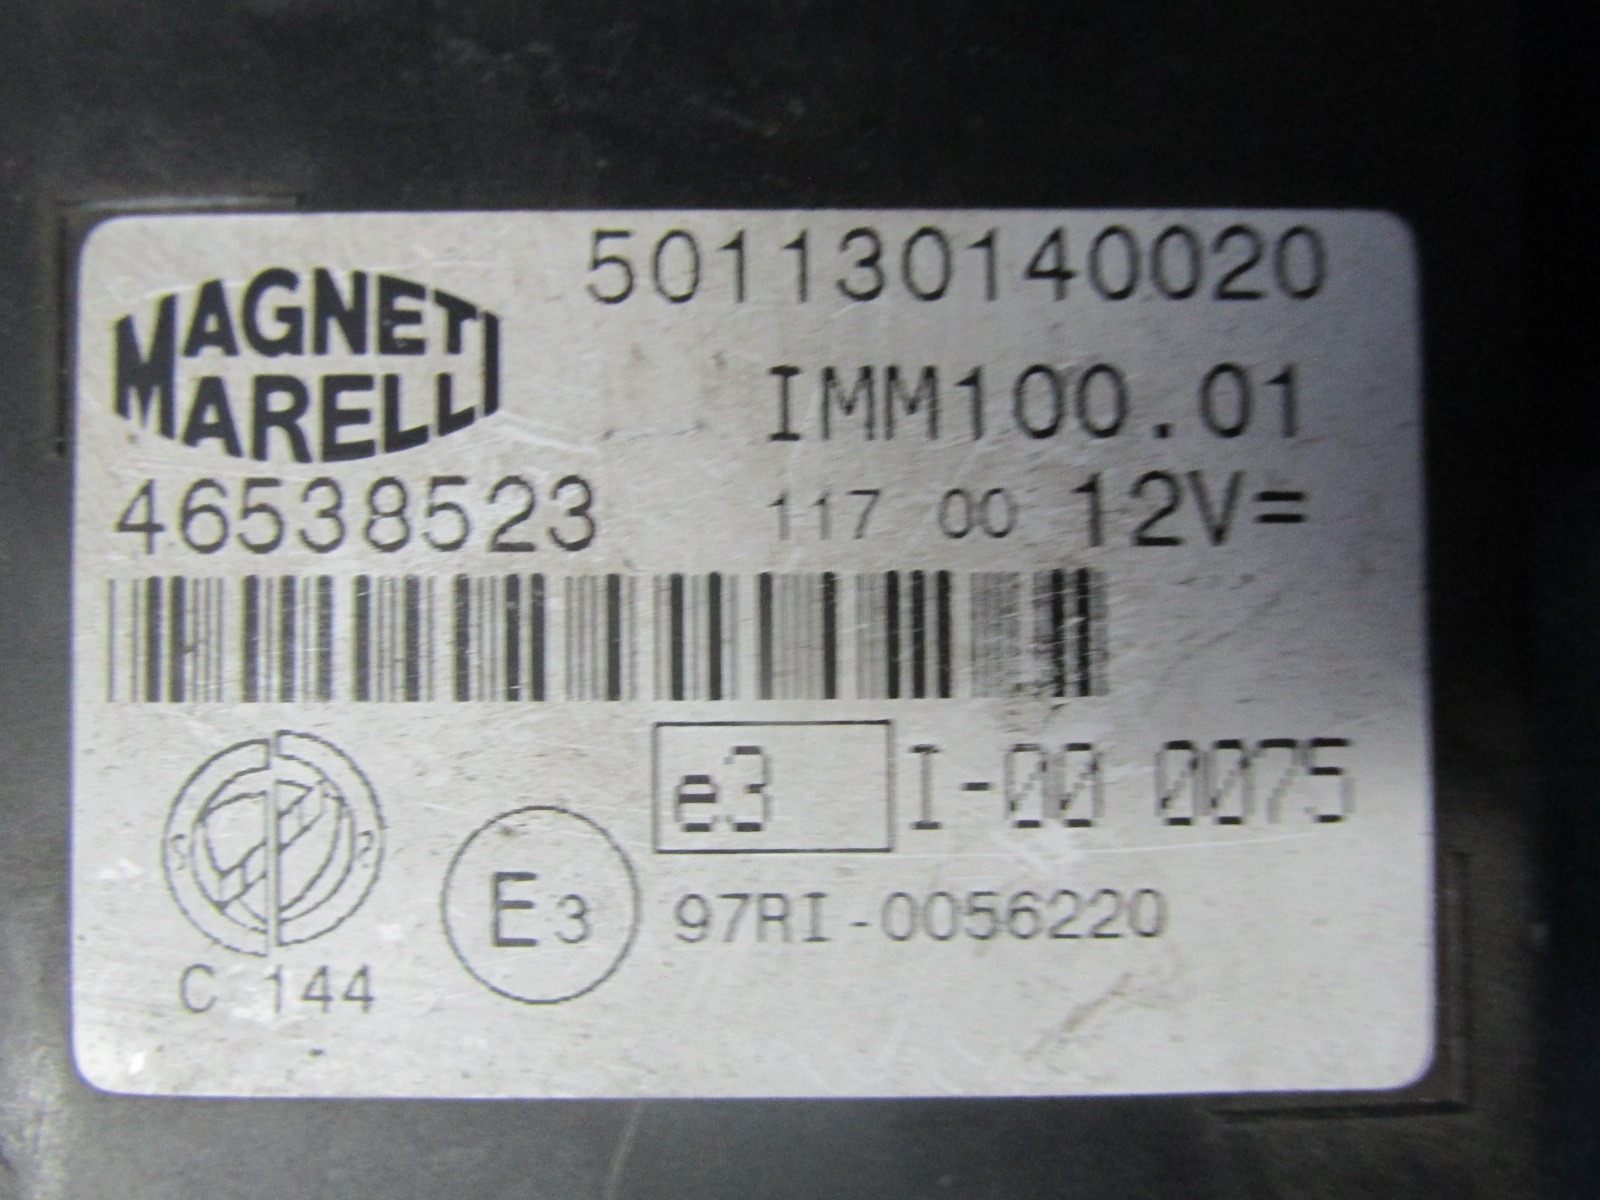 501130140020
MAGNETI
MARELLI
IMM100.01
46538523
117 00 12V=
e3 I-00 0075
E3 97RI-0056220
C 144